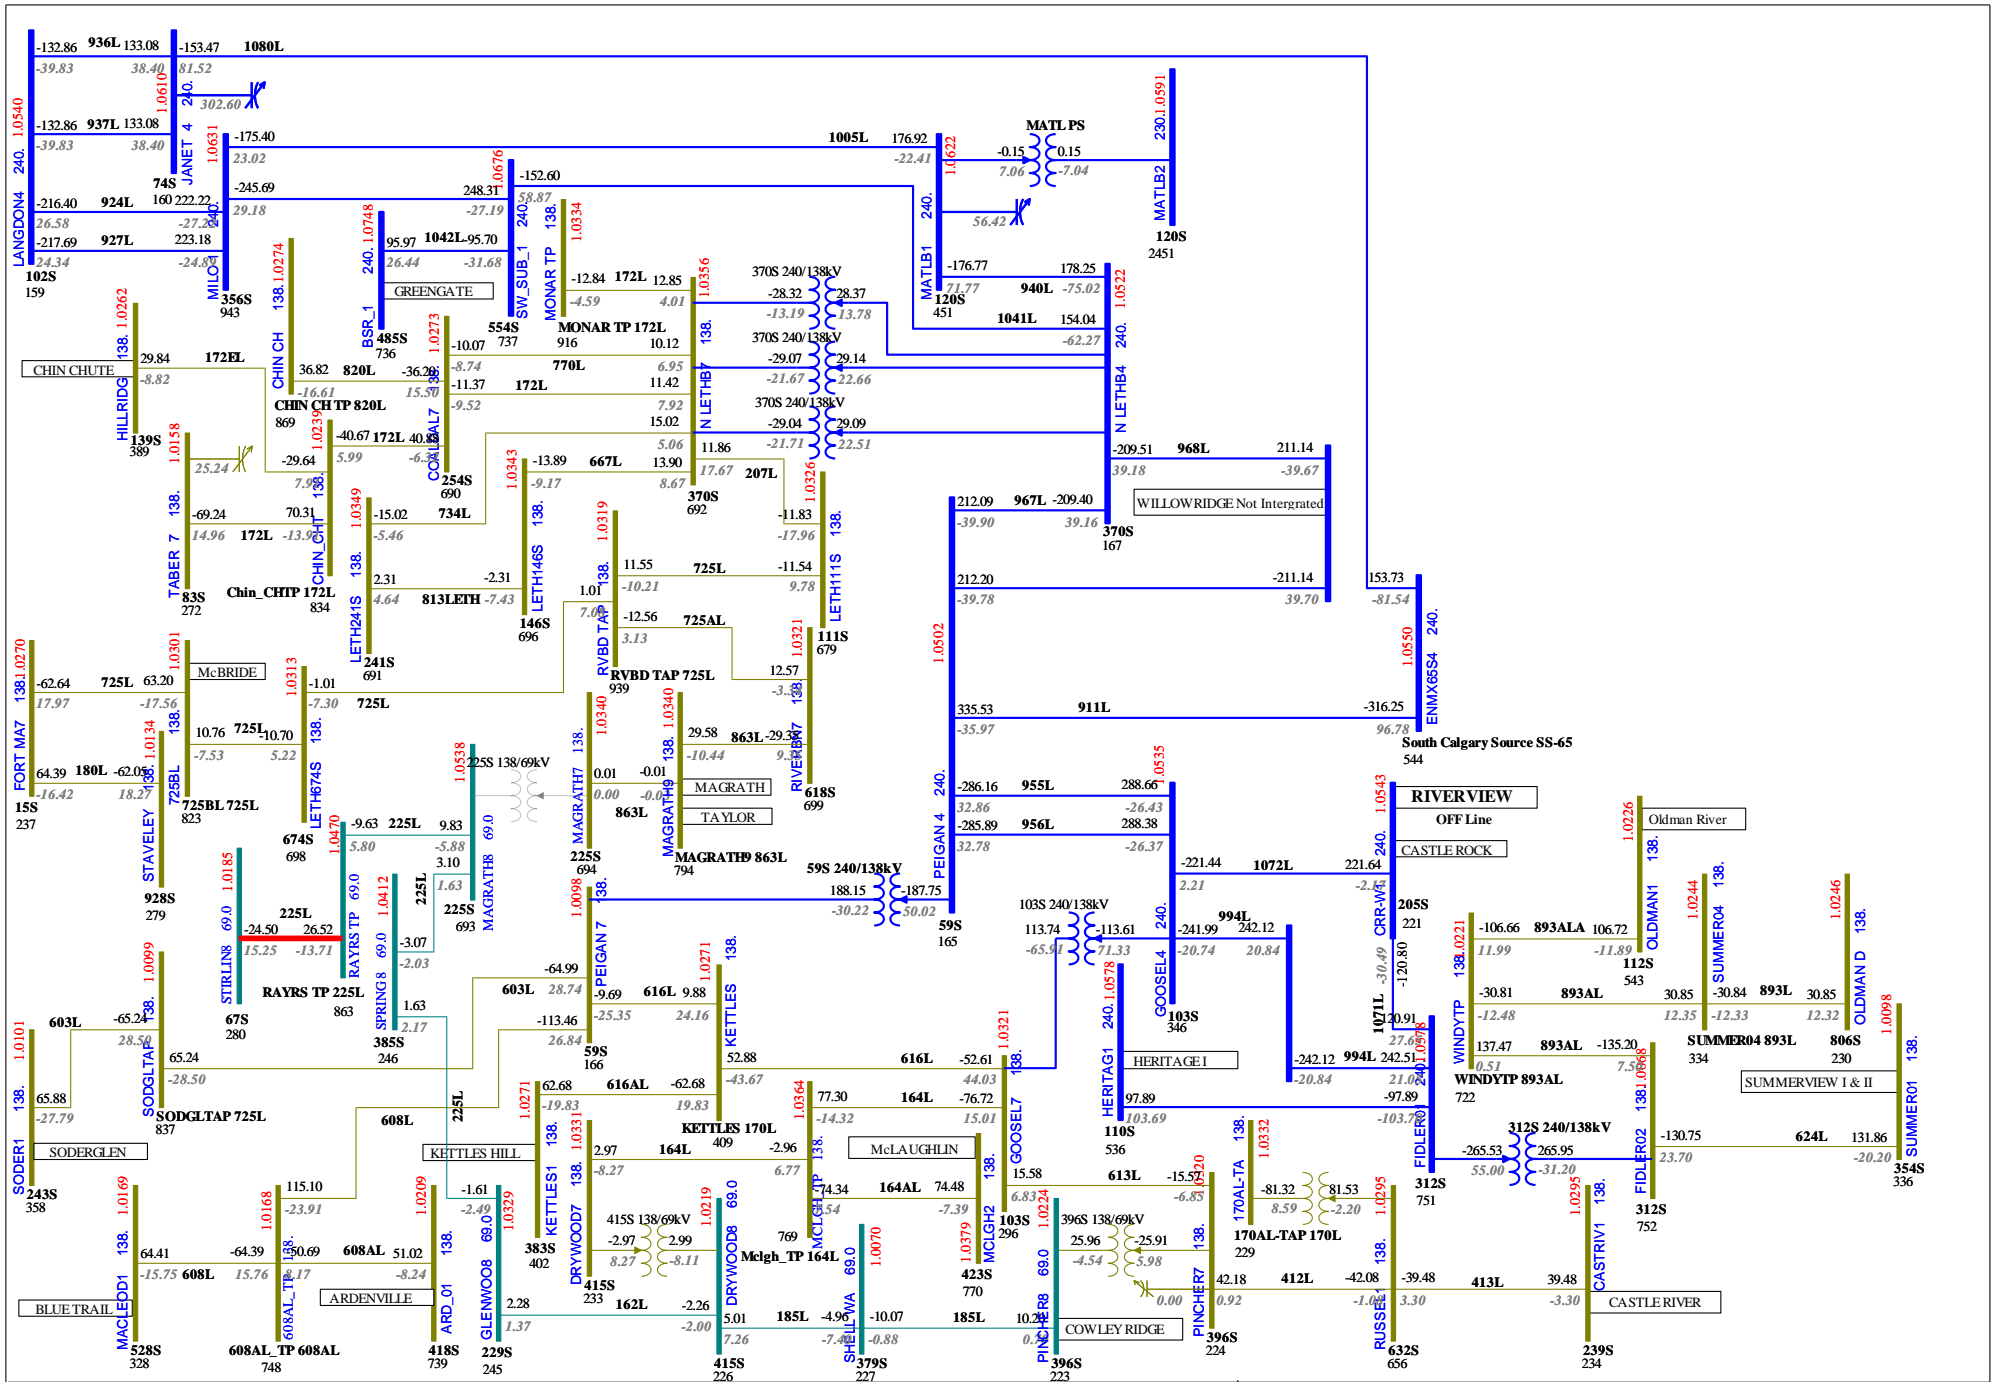 -132.86 936L 133.08 -153.47 1080L
-39.83 38.40 81.52
302.60
1.0540
LANGDON4 240.
1.0610
JANET 4 240.
-132.86 937L 133.08
-39.83 38.40
74S
160
-216.40 924L 222.22
26.58
-217.69 927L 223.18
24.34
102S
159
1.0631
MILO 1 240.
-175.40 1005L 176.92
23.02 -22.41
-245.69 248.31
29.18 -27.19
356S
943
1.0676
SW_SUB_1 240.
-152.60
58.87
554S
737
1.0748
BSR_1 240.
95.97 1042L -95.70
26.44 -31.68
GREENGATE
485S
736
1.0622
MATLB1 240.
MATL PS
-0.15 0.15
7.06 -7.04
56.42
230. 1.0591
MATLB2
120S
2451
-176.77 178.25
71.77 940L -75.02
120S
451
1041L 154.04
-62.27
1.0522
N LETHB4 240.
1.0334
MONAR TP 138.
-12.84 172L 12.85
-4.59 4.01
MONAR TP 172L
916
1.0356
N LETHB7 138.
370S 240/138kV
-28.32 28.37
-13.19 13.78
370S 240/138kV
-29.07 29.14
-21.67 22.66
370S 240/138kV
-29.04 29.09
-21.71 22.51
1.0262
HILLRIDG 138.
CHIN CHUTE
29.84 172EL
-8.82
139S
389
1.0274
CHIN CH 138.
36.82 820L
-16.61
CHIN CH TP 820L
869
1.0273
COALDAL7 138.
-10.07 10.12
-8.74 770L 6.95
-11.37 172L 11.42
-9.52 7.92
254S
690
15.02
5.06
11.86
17.67 207L
-13.89 667L 13.90
-9.17 8.67
370S
692
1.0239
CHIN_CHT 138.
-40.67 172L
5.99
-29.64
1.0158
TABER 7 138.
25.24
-69.24 70.31
14.96 172L
83S
272
Chin_CHTP 172L
834
1.0349
LETH241S 138.
-15.02 734L
-5.46
2.31 -2.31
4.64 813LETH -7.43
241S
691
1.0343
LETH146S 138.
146S
696
1.0326
LETH111S 138.
-11.83
-17.96
111S
679
1.0319
RVBD TAP 138.
11.55 725L -11.54
-10.21 9.78
1.01
-12.56 725AL 12.57
3.13
RVBD TAP 725L
939
1.0321
RIVERBN7 138.
618S
699
-209.51 968L 211.14
39.18 -39.67
WILLOWRIDGE Not Intergrated
212.09 967L -209.40
-39.90 39.16
370S
167
212.20 -211.14
-39.78 39.70
153.73
-81.54
1.0550
ENMX65S4 240.
335.53 911L -316.25
-35.97 96.78
South Calgary Source SS-65
544
1.0502
PEIGAN 4 240.
-286.16 955L 288.66
32.86 -26.43
-285.89 956L 288.38
32.78 -26.37
59S
165
1.0270
FORT MA7 138.
-62.64 725L 63.20
17.97 -17.56
64.39 180L -62.05
-16.42 18.27
15S
237
1.0301
725BL 138.
McBRIDE
10.76 725L -10.70
-7.53 5.22
725BL 725L
823
1.0134
STAVELEY 138.
928S
279
1.0313
LETH674S 138.
-1.01
-7.30 725L
674S
698
1.0538
MAGRATH8 69.0
225S 138/69kV
225S
693
1.0340
MAGRATH7 138.
0.01 -0.01
0.00
863L
225S
694
1.0340
MAGRATH9 138.
29.58 863L
-10.44
MAGRATH
TAYLOR
MAGRATH9 863L
794
1.0470
RAYRS TP 69.0
-9.63 225L 9.83
5.80 -5.88
3.10
1.63
225L
1.0185
STIRLIN8 69.0
-24.50 225L 26.52
15.25 -13.71
67S
280
RAYRS TP 225L
863
1.0412
SPRING 8 69.0
-3.07
-2.03
1.63
2.17
385S
246
225L
1.0098
PEIGAN 7 138.
59S 240/138kV
188.15 -187.75
-30.22 50.02
-64.99
603L 28.74
-9.69 616L 9.88
-25.35 24.16
-113.46
26.84
59S
166
1.0271
KETTLES 138.
52.88 616L -52.61
-43.67 44.03
KETTLES 170L
409
1.0535
GOOSEL4 240.
-221.44 1072L 221.64
2.21
103S 240/138kV
113.74 -113.61
71.33
-241.99 994L 242.12
-20.74 20.84
103S
346
1.0543
CRR-W 240.
RIVERVIEW
OFF Line
CASTLE ROCK
205S
221
-30.49
-120.80
1071L
1.0226
OLDMAN1 138.
Oldman River
1.0221
WINDYTP 138.
-106.66 893ALA 106.72
11.99 -11.89
112S
543
-30.81 893AL 30.85
-12.48 12.35
137.47 893AL -135.20
0.51
WINDYTP 893AL
722
1.0244
SUMMER04 138.
-30.84 893L 30.85
-12.33 12.32
SUMMER04 893L
334
1.0246
OLDMAN D 138.
806S
230
1.0098
SUMMER01 138.
SUMMERVIEW I & II
-130.75 624L 131.86
23.70 -20.20
354S
336
1.0099
SODGLTAP 138.
603L -65.24
65.24
-28.50
SODGLTAP 725L
837
1.0101
SODER1 138.
65.88
-27.79
SODERGLEN
243S
358
1.0578
HERITAG1 240.
HERITAGE I
97.89 -97.89
103.69
110S
536
-242.12 994L 242.51
-20.84
FIDLER01 240.
312S
751
312S 240/138kV
-265.53 265.95
55.00 -31.20
FIDLER02 138.
312S
752
1.0271
KETTLES1 138.
62.68 616AL -62.68
-19.83 19.83
KETTLES HILL
383S
402
608L
1.0331
DRYWOOD7 138.
2.97 164L -2.96
-8.27 6.77
415S 138/69kV
-2.97 2.99
8.27 -8.11
415S
233
1.0364
MCLGH_TP 138.
77.30 164L -76.72
-14.32 15.01
164AL 74.48
-7.39
769
Mclgh_TP 164L
McLAUGHLIN
1.0379
MCLGH2 138.
423S
770
1.0321
GOOSEL7 138.
15.58 613L
6.83
103S
296
1.0332
170AL-TA 138.
-81.32 81.53
8.59 -2.20
170AL-TAP 170L
229
1.0295
RUSSEL 138.
-39.48 413L 39.48
3.30 -3.30
632S
656
1.0295
CASTRIV1 138.
CASTLE RIVER
239S
234
1.0169
MACLEOD1 138.
64.41 -64.39
-15.75 608L 15.76
BLUE TRAIL
528S
328
1.0168
608AL_TP 138.
115.10
-23.91
608AL 51.02
-8.24
608AL_TP 608AL
748
1.0209
ARD_01 138.
ARDENVILLE
418S
739
1.0329
GLENWOO8 69.0
-1.61
-2.49
2.28 162L -2.26
1.37 -2.00
229S
245
1.0219
DRYWOOD8 69.0
5.01 185L -4.96
7.26
415S
226
1.0070
SHELL WA 69.0
-10.07 185L
-0.88
379S
227
1.0224
PINCHER8 69.0
396S 138/69kV
25.96 -25.91
-4.54 5.98
COWLEY RIDGE
396S
223
PINCHER7 138.
42.18 412L -42.08
0.00 0.92
396S
224